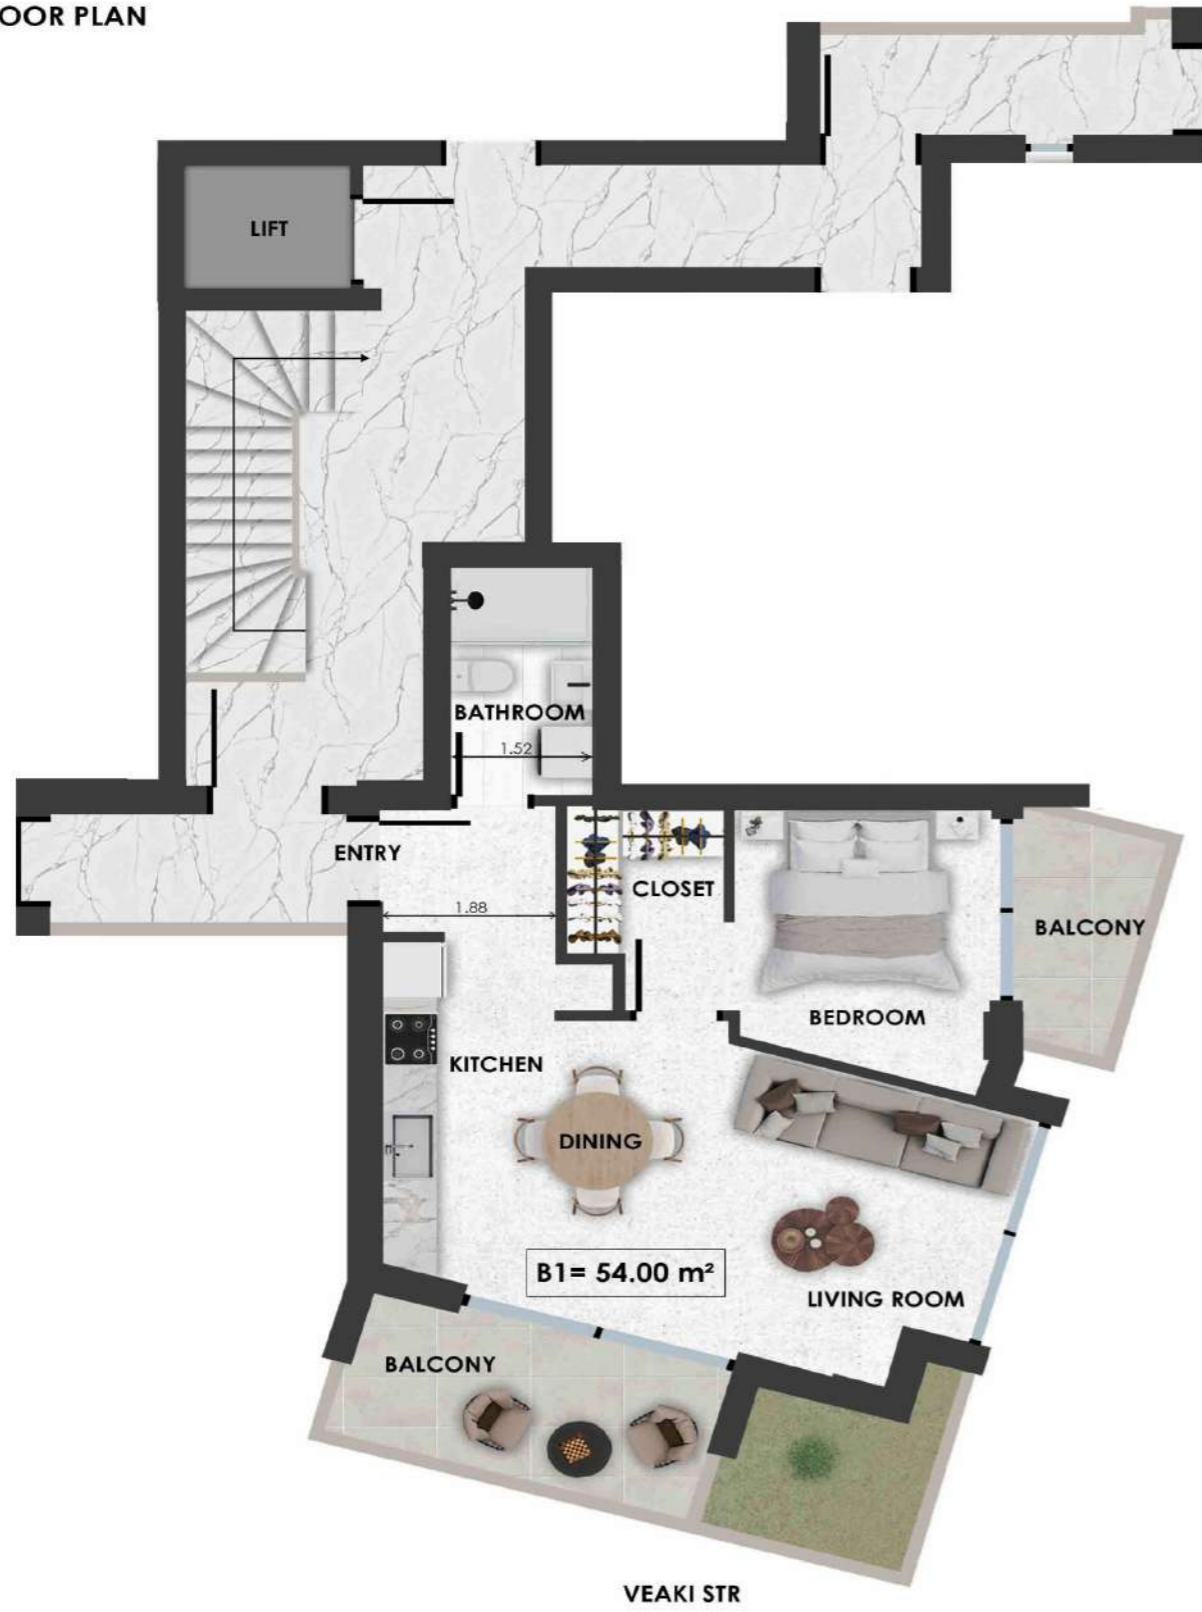 OOR PLAN
LIFT
BATHROOM
1.52
ENTRY
CLOSET
1.88
BALCONY
BEDROOM
KITCHEN
DINING
B1= 54.00 m²
LIVING ROOM
BALCONY
VEAKI STR